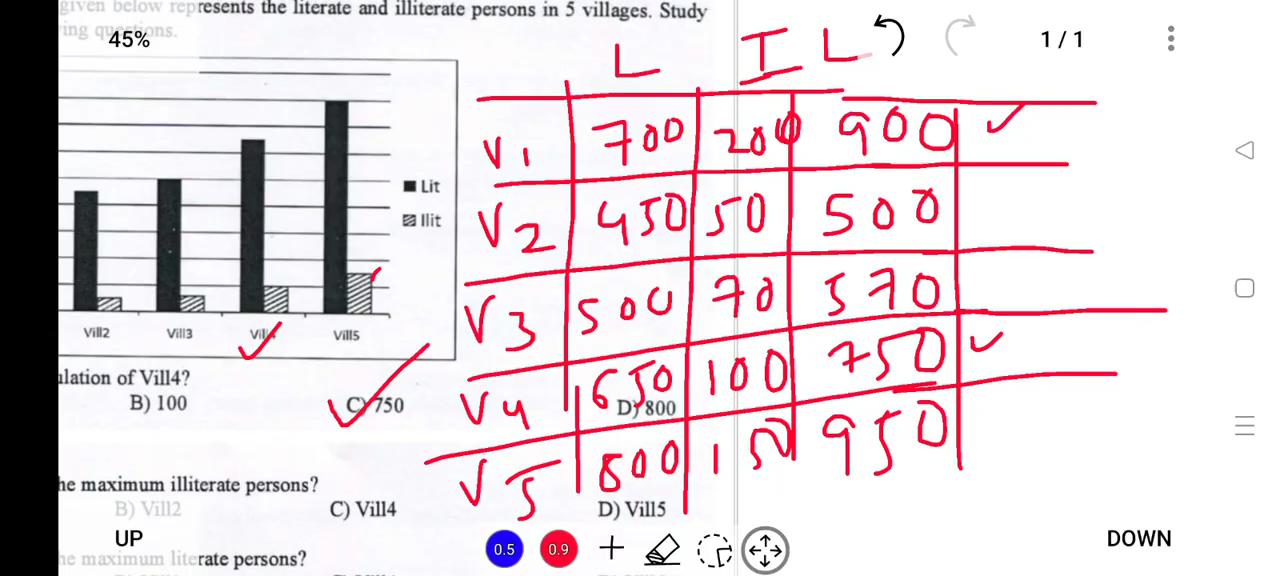 given below represents the literate and illiterate persons in 5 villages. Study
ving questions.
45%
1 / 1
L IL
V1 700 200 900
V2 450 50 500
V3 500 70 570
V4 650 100 750
V5 800 150 950
Lit
Ilit
Vill2 Vill3 Vill4 Vill5
ulation of Vill4?
B) 100 C) 750 D) 800
he maximum illiterate persons?
B) Vill2 C) Vill4 D) Vill5
UP 0.5 0.9 DOWN
he maximum literate persons?